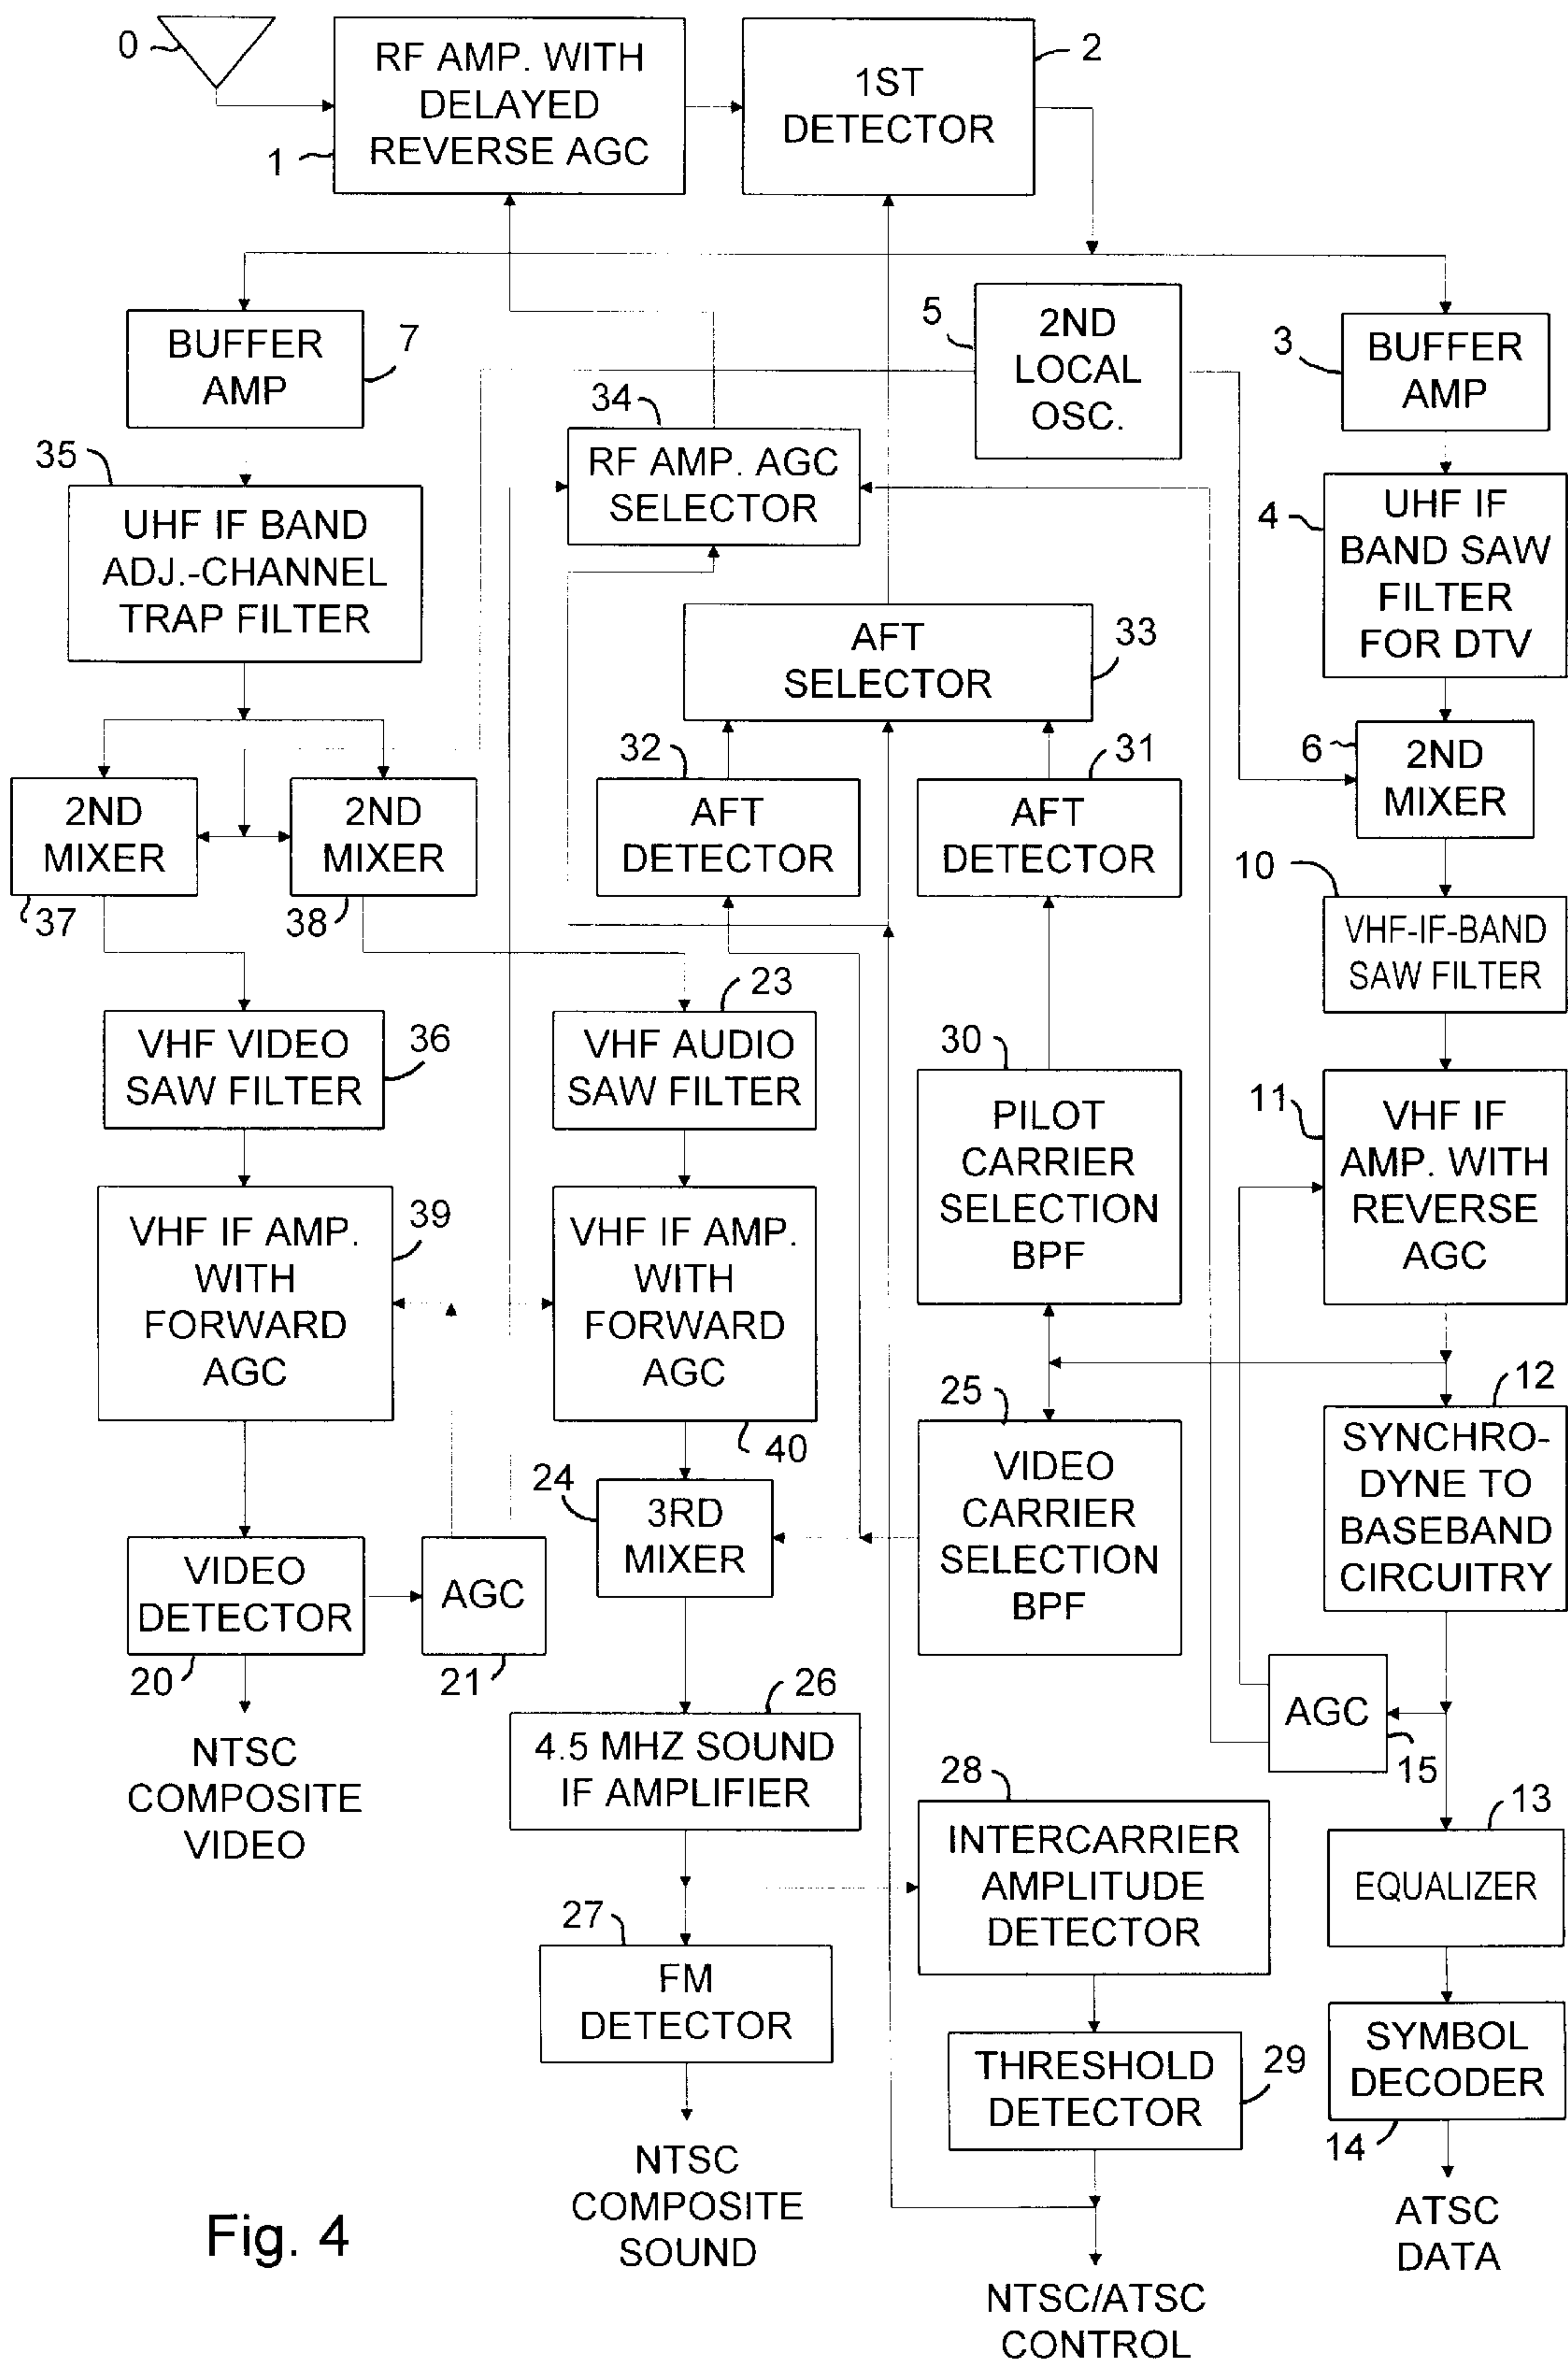 0
RF AMP. WITH
DELAYED
REVERSE AGC
1
1ST
DETECTOR
2
BUFFER
AMP
7
5
2ND
LOCAL
OSC.
3
BUFFER
AMP
34
RF AMP. AGC
SELECTOR
35
UHF IF BAND
ADJ.-CHANNEL
TRAP FILTER
4
UHF IF
BAND SAW
FILTER
FOR DTV
AFT
SELECTOR
33
2ND
MIXER
37
2ND
MIXER
38
32
AFT
DETECTOR
31
AFT
DETECTOR
6
2ND
MIXER
10
VHF-IF-BAND
SAW FILTER
VHF VIDEO
SAW FILTER
36
23
VHF AUDIO
SAW FILTER
30
PILOT
CARRIER
SELECTION
BPF
11
VHF IF
AMP. WITH
REVERSE
AGC
VHF IF AMP.
WITH
FORWARD
AGC
39
VHF IF AMP.
WITH
FORWARD
AGC
40
25
VIDEO
CARRIER
SELECTION
BPF
12
SYNCHRO-
DYNE TO
BASEBAND
CIRCUITRY
24
3RD
MIXER
VIDEO
DETECTOR
20
AGC
21
NTSC
COMPOSITE
VIDEO
26
4.5 MHZ SOUND
IF AMPLIFIER
AGC
15
28
INTERCARRIER
AMPLITUDE
DETECTOR
13
EQUALIZER
27
FM
DETECTOR
THRESHOLD
DETECTOR
29
SYMBOL
DECODER
14
NTSC
COMPOSITE
SOUND
ATSC
DATA
NTSC/ATSC
CONTROL
Fig. 4